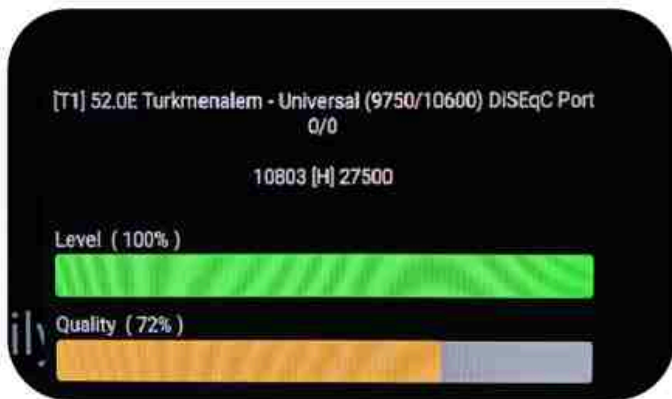 [T1] 52.0E Turkmenalem - Universal (9750/10600) DiSEqC Port
0/0
10803 [H] 27500
Level ( 100% )
Quality ( 72% )